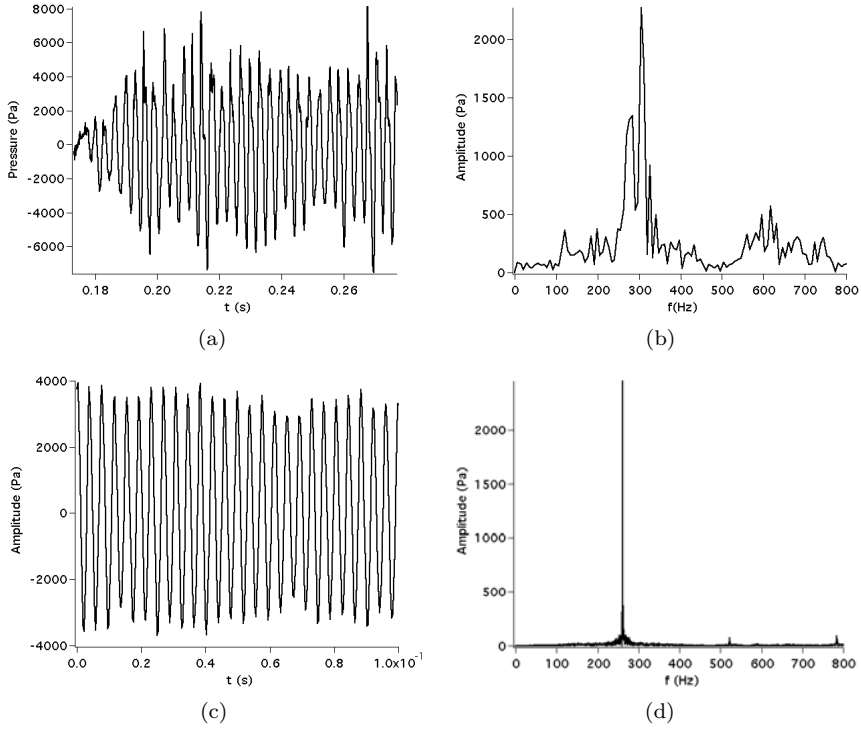 8000
6000
4000
2000
0
-2000
-4000
-6000
Pressure (Pa)
0.18 0.20 0.22 0.24 0.26
t (s)
(a)
2000
1500
1000
500
0
Amplitude (Pa)
0 100 200 300 400 500 600 700 800
f(Hz)
(b)
4000
2000
0
-2000
-4000
Amplitude (Pa)
0.0 0.2 0.4 0.6 0.8 1.0x10⁻¹
t (s)
(c)
2000
1500
1000
500
0
Amplitude (Pa)
0 100 200 300 400 500 600 700 800
f (Hz)
(d)